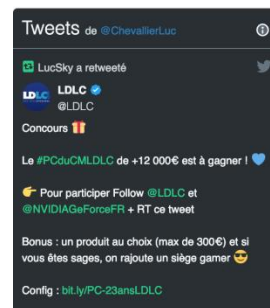 Tweets de @ChevallierLuc
LucSky a retweeté
LDLC
LDLC
@LDLC
Concours 🎁
Le #PCduCMLDLC de +12 000€ est à gagner ! 💙
👉 Pour participer Follow @LDLC et
@NVIDIAGeForceFR + RT ce tweet
Bonus : un produit au choix (max de 300€) et si
vous êtes sages, on rajoute un siège gamer 😎
Config : bit.ly/PC-23ansLDLC